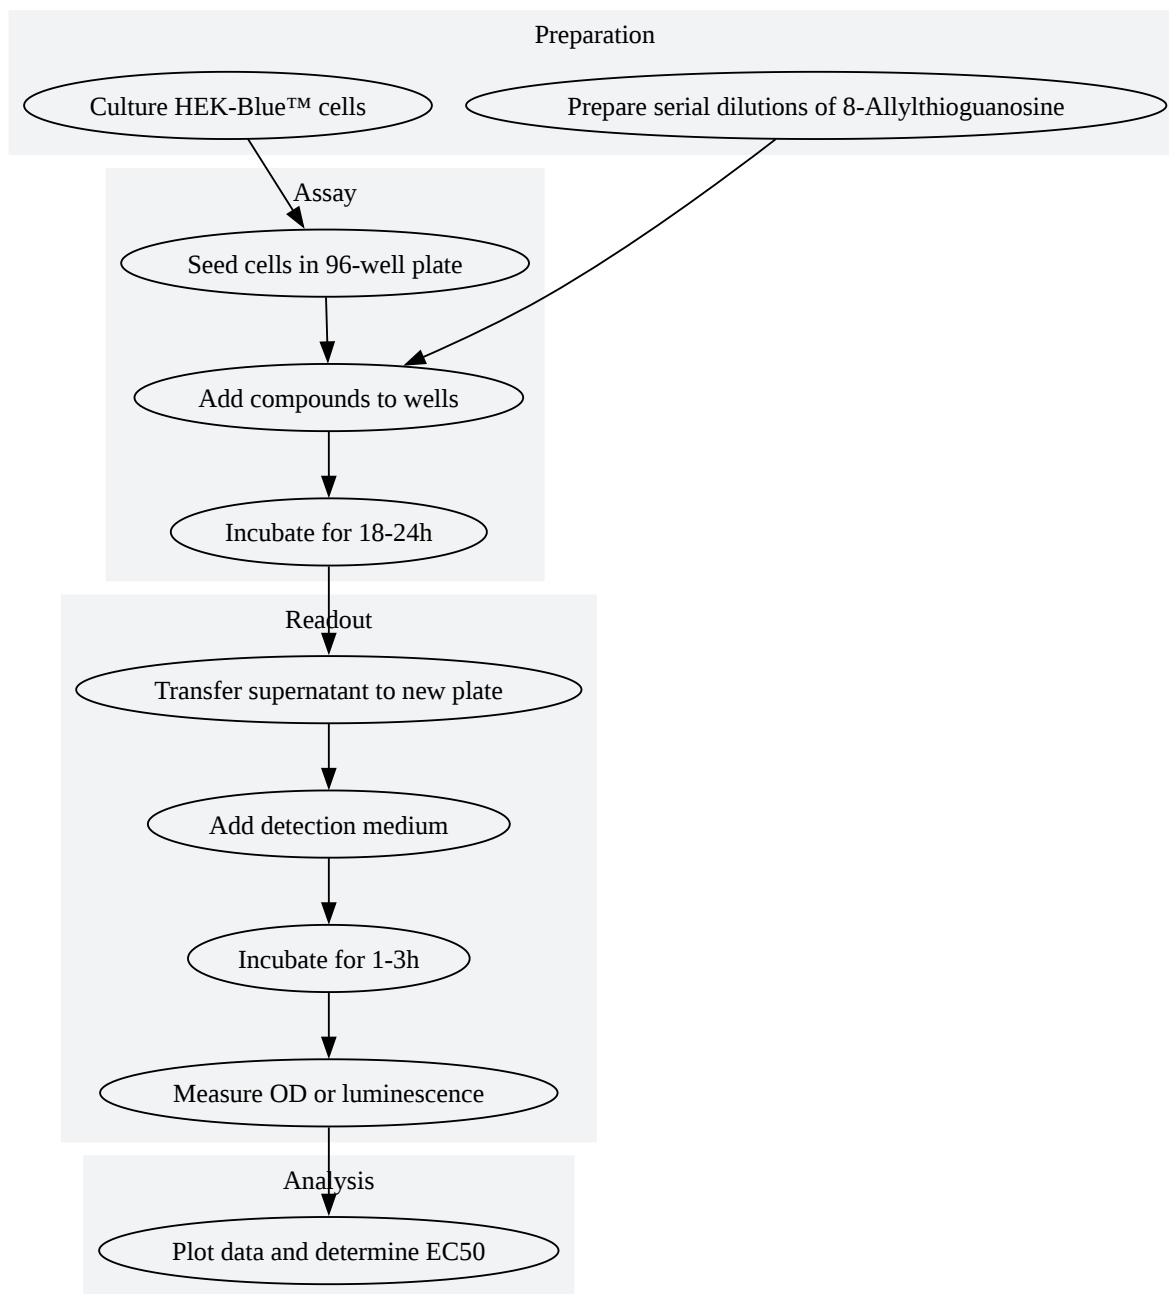 Preparation
Culture HEK-Blue™ cells
Prepare serial dilutions of 8-Allylthioguanosine
Assay
Seed cells in 96-well plate
Add compounds to wells
Incubate for 18-24h
Readout
Transfer supernatant to new plate
Add detection medium
Incubate for 1-3h
Measure OD or luminescence
Analysis
Plot data and determine EC50